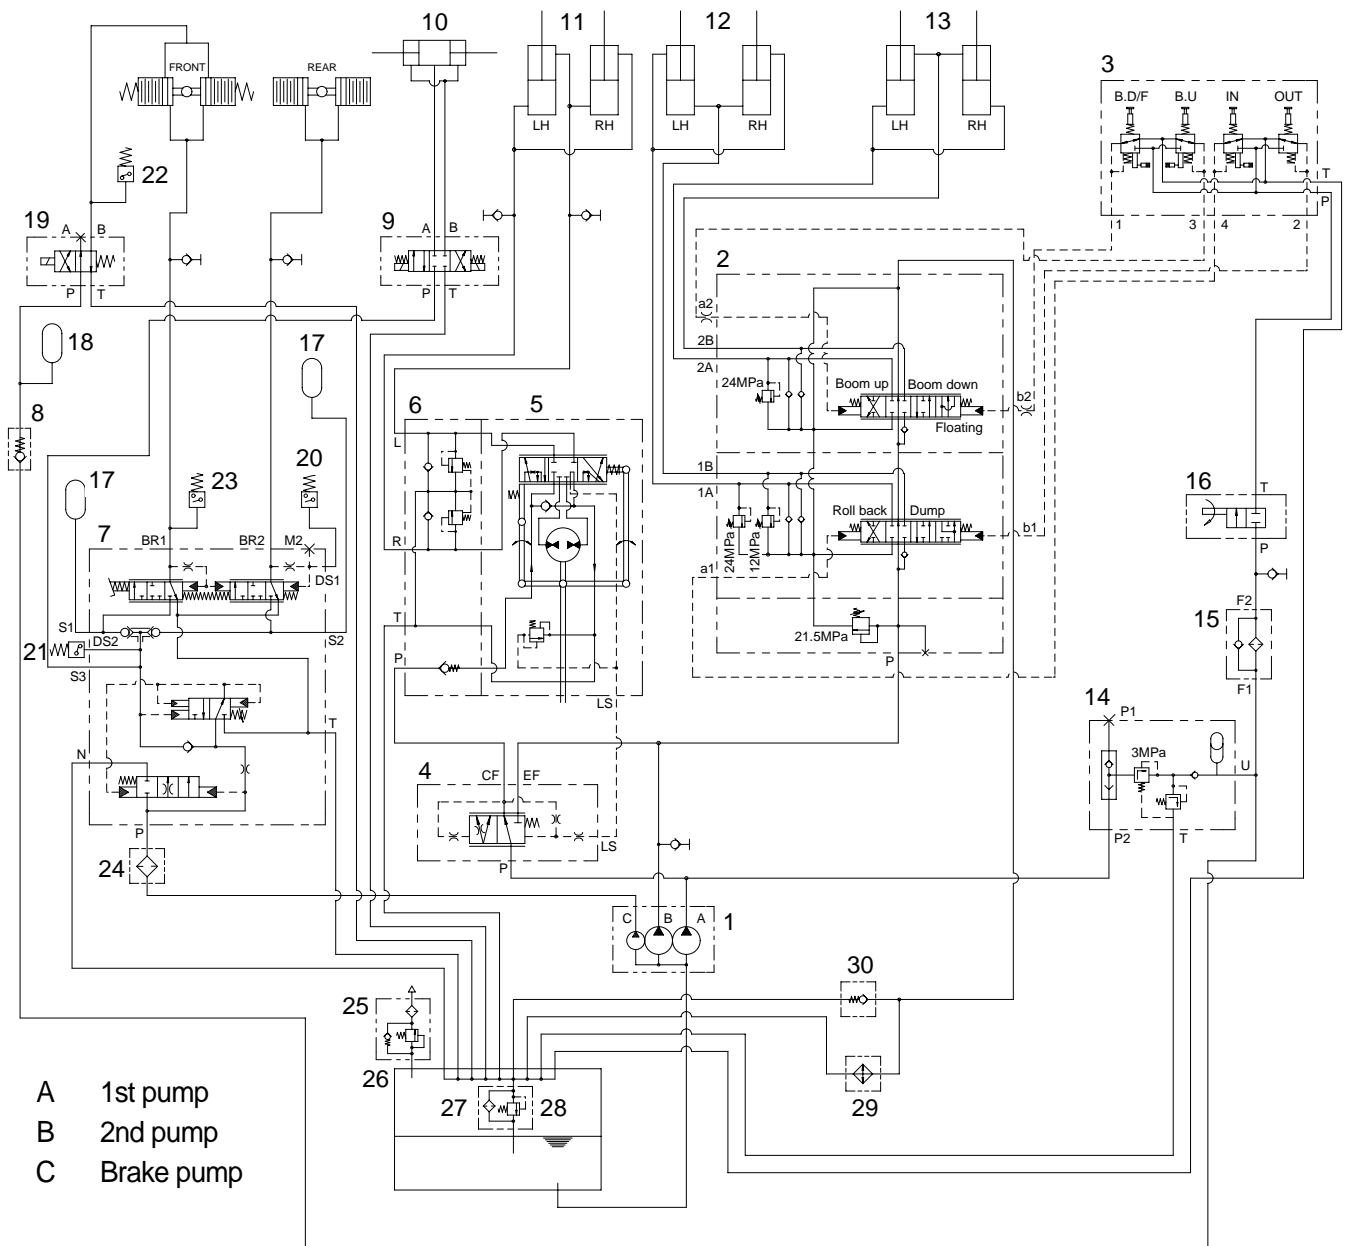 10
11
12
13
FRONT
REAR
3
B.D/F
B.U
IN
OUT
LH
RH
LH
RH
LH
RH
22
T
P
19
A
B
9
A
B
1
3
4
2
P
T
P
T
2
a2
18
17
2B
2A
24MPa
Boom up
Boom down
b2
Floating
8
6
5
L
17
23
20
1B
1A
16
T
Roll back
Dump
b1
7
BR1
BR2
M2
R
24MPa
12MPa
P
a1
DS1
F2
S1
DS2
S2
T
21.5MPa
15
21
P
P
S3
F1
LS
14
P1
T
N
3MPa
U
4
CF
EF
P
LS
P2
T
24
P
C
B
A
1
30
25
26
27
28
29
A 1st pump
B 2nd pump
C Brake pump